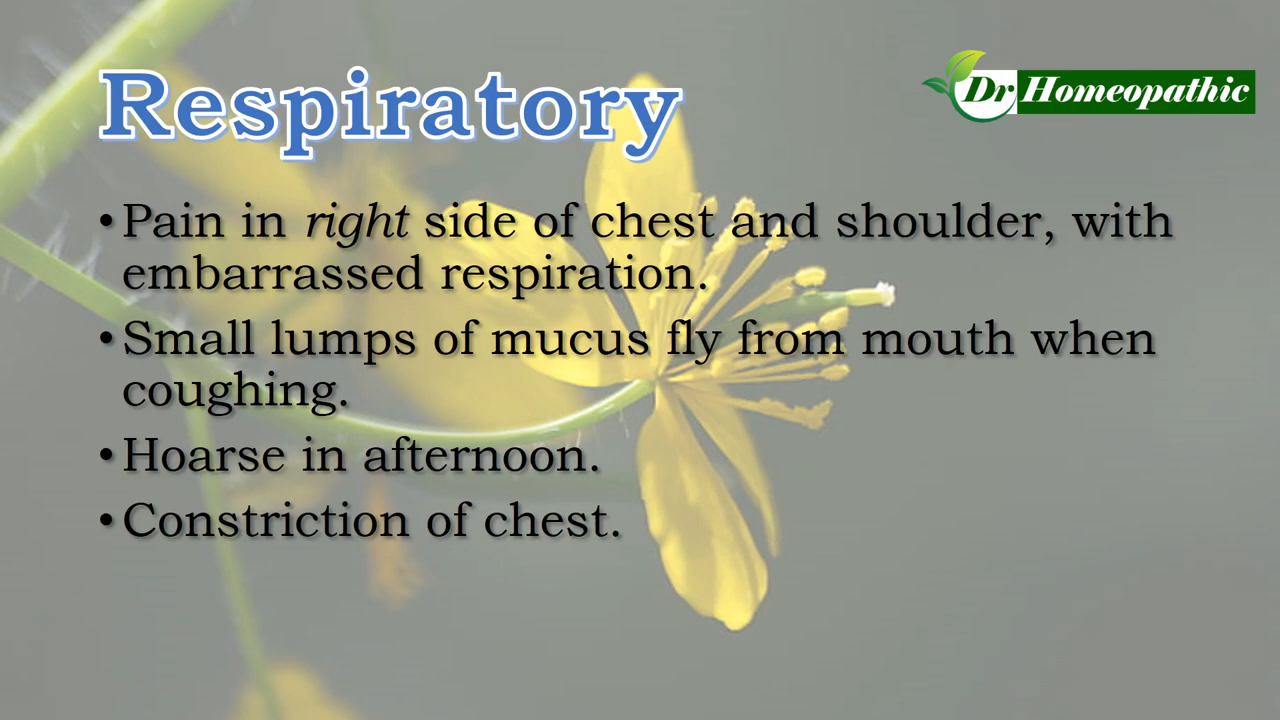 Respiratory
Dr Homeopathic
• Pain in right side of chest and shoulder, with
embarrassed respiration.
• Small lumps of mucus fly from mouth when
coughing.
• Hoarse in afternoon.
• Constriction of chest.